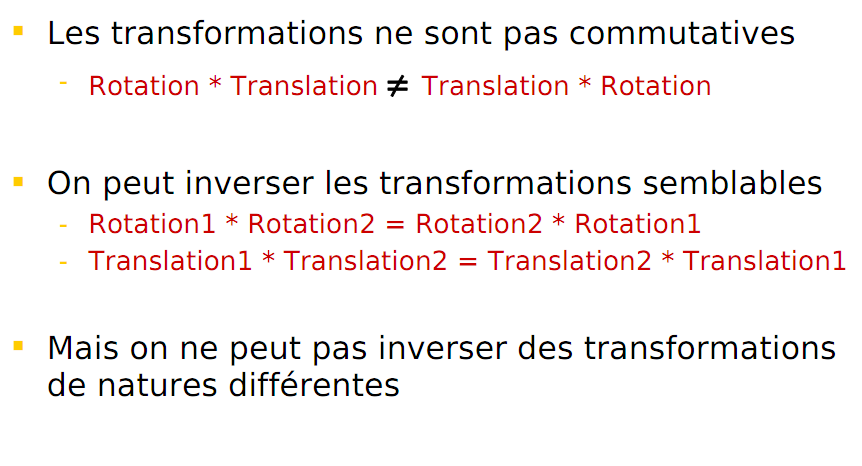 ▪ Les transformations ne sont pas commutatives
- Rotation * Translation ≠ Translation * Rotation
▪ On peut inverser les transformations semblables
- Rotation1 * Rotation2 = Rotation2 * Rotation1
- Translation1 * Translation2 = Translation2 * Translation1
▪ Mais on ne peut pas inverser des transformations
de natures différentes